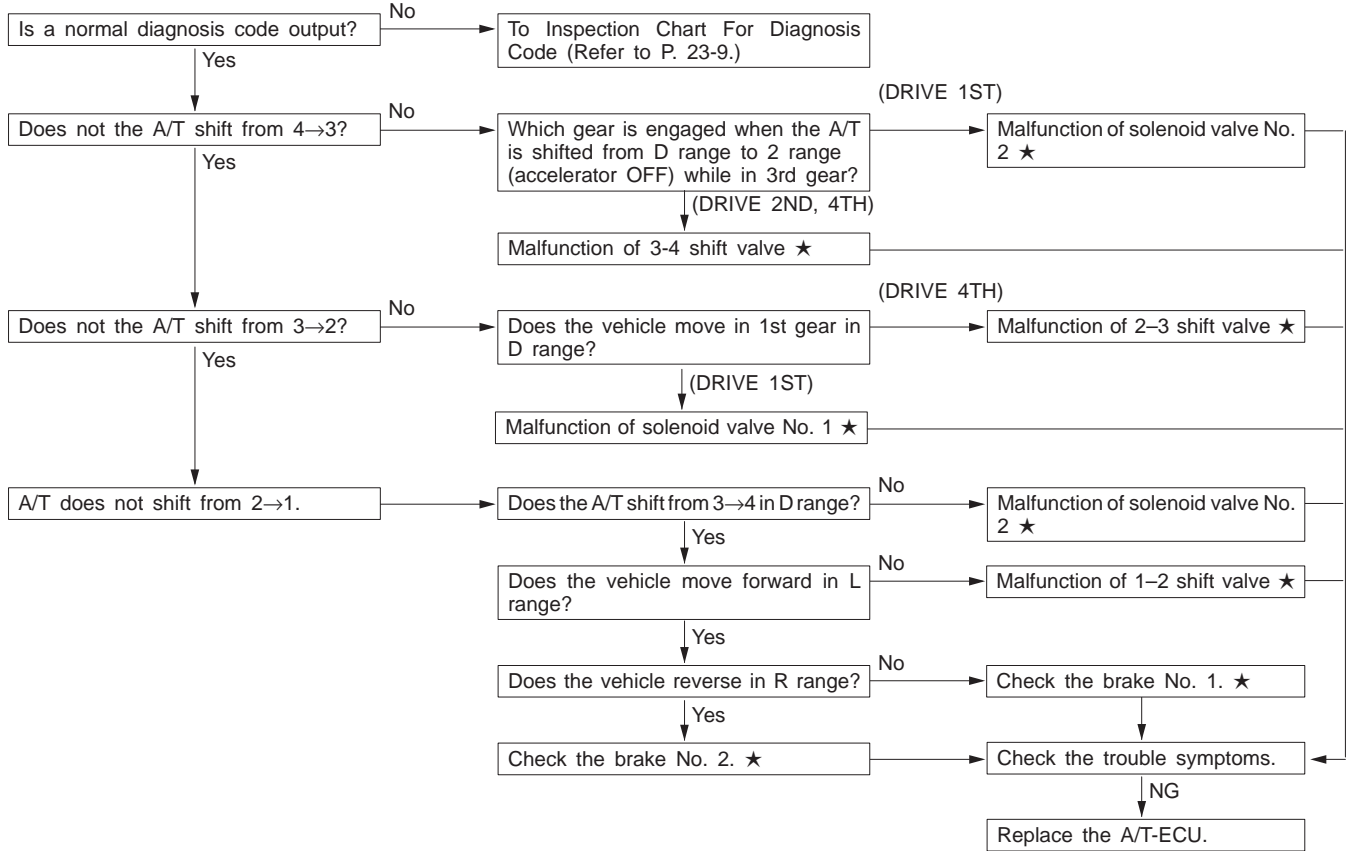 Is a normal diagnosis code output?
No
To Inspection Chart For Diagnosis
Code (Refer to P. 23-9.)
Yes
Does not the A/T shift from 4→3?
No
Which gear is engaged when the A/T
is shifted from D range to 2 range
(accelerator OFF) while in 3rd gear?
(DRIVE 1ST)
Malfunction of solenoid valve No.
2 ★
Yes
(DRIVE 2ND, 4TH)
Malfunction of 3-4 shift valve ★
Does not the A/T shift from 3→2?
No
Does the vehicle move in 1st gear in
D range?
(DRIVE 4TH)
Malfunction of 2–3 shift valve ★
Yes
(DRIVE 1ST)
Malfunction of solenoid valve No. 1 ★
A/T does not shift from 2→1.
Does the A/T shift from 3→4 in D range?
No
Malfunction of solenoid valve No.
2 ★
Yes
Does the vehicle move forward in L
range?
No
Malfunction of 1–2 shift valve ★
Yes
Does the vehicle reverse in R range?
No
Check the brake No. 1. ★
Yes
Check the brake No. 2. ★
Check the trouble symptoms.
NG
Replace the A/T-ECU.